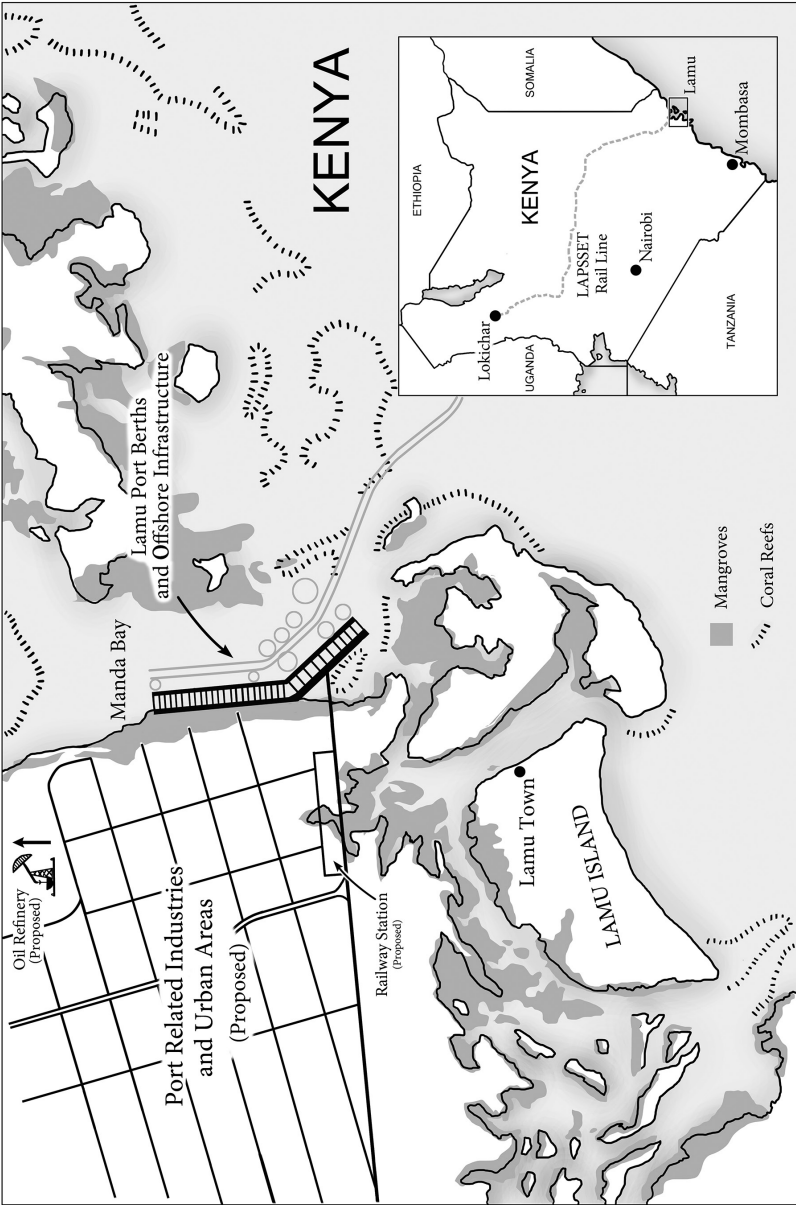 Oil Refinery
(Proposed)
Port Related Industries
and Urban Areas
(Proposed)
Railway Station
(Proposed)
Manda Bay
Lamu Port Berths
and Offshore Infrastructure
Lamu Town
LAMU ISLAND
Mangroves
Coral Reefs
KENYA
ETHIOPIA
SOMALIA
KENYA
LAPSSET
Rail Line
Lokichar
UGANDA
Nairobi
TANZANIA
Lamu
Mombasa